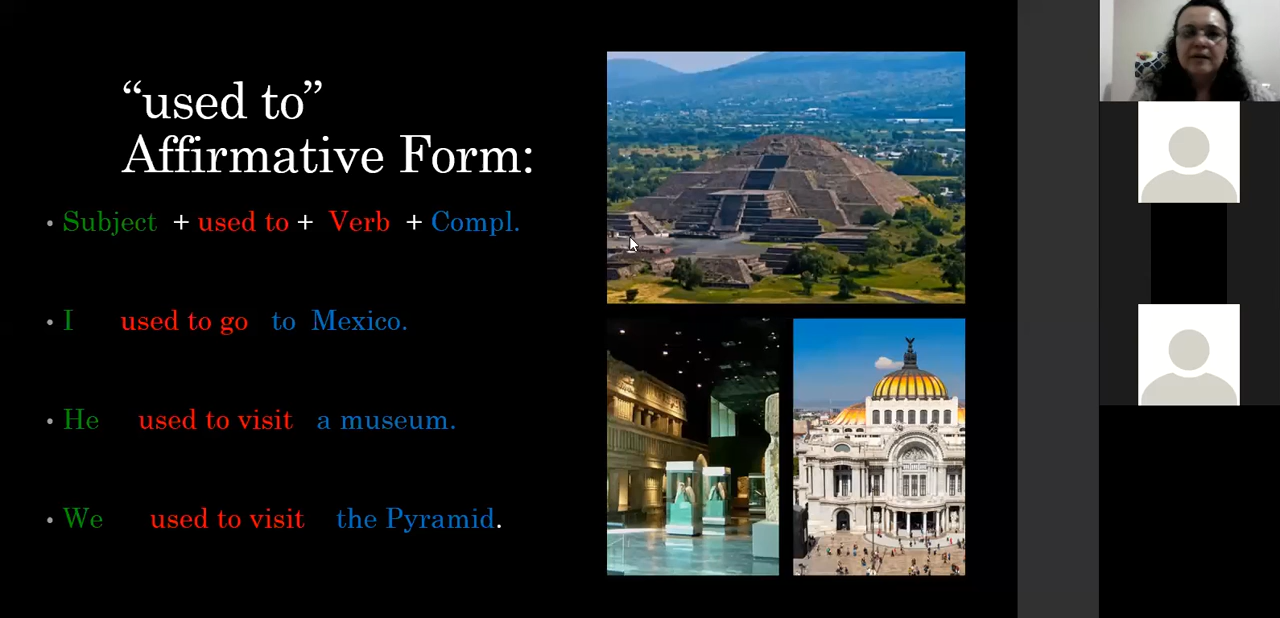 “used to”
Affirmative Form:
• Subject + used to + Verb + Compl.
• I used to go to Mexico.
• He used to visit a museum.
• We used to visit the Pyramid.